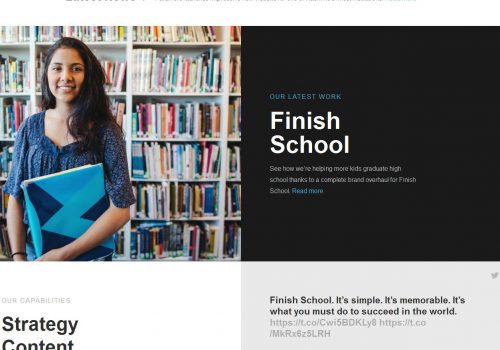 OUR LATEST WORK
Finish
School
See how we're helping more kids graduate high
school thanks to a complete brand overhaul for Finish
School. Read more
OUR CAPABILITIES
Strategy
Content
Finish School. It's simple. It's memorable. It's
what you must do to succeed in the world.
https://t.co/Cwi5BDKLy8 https://t.co
/MkRx6z5LRH